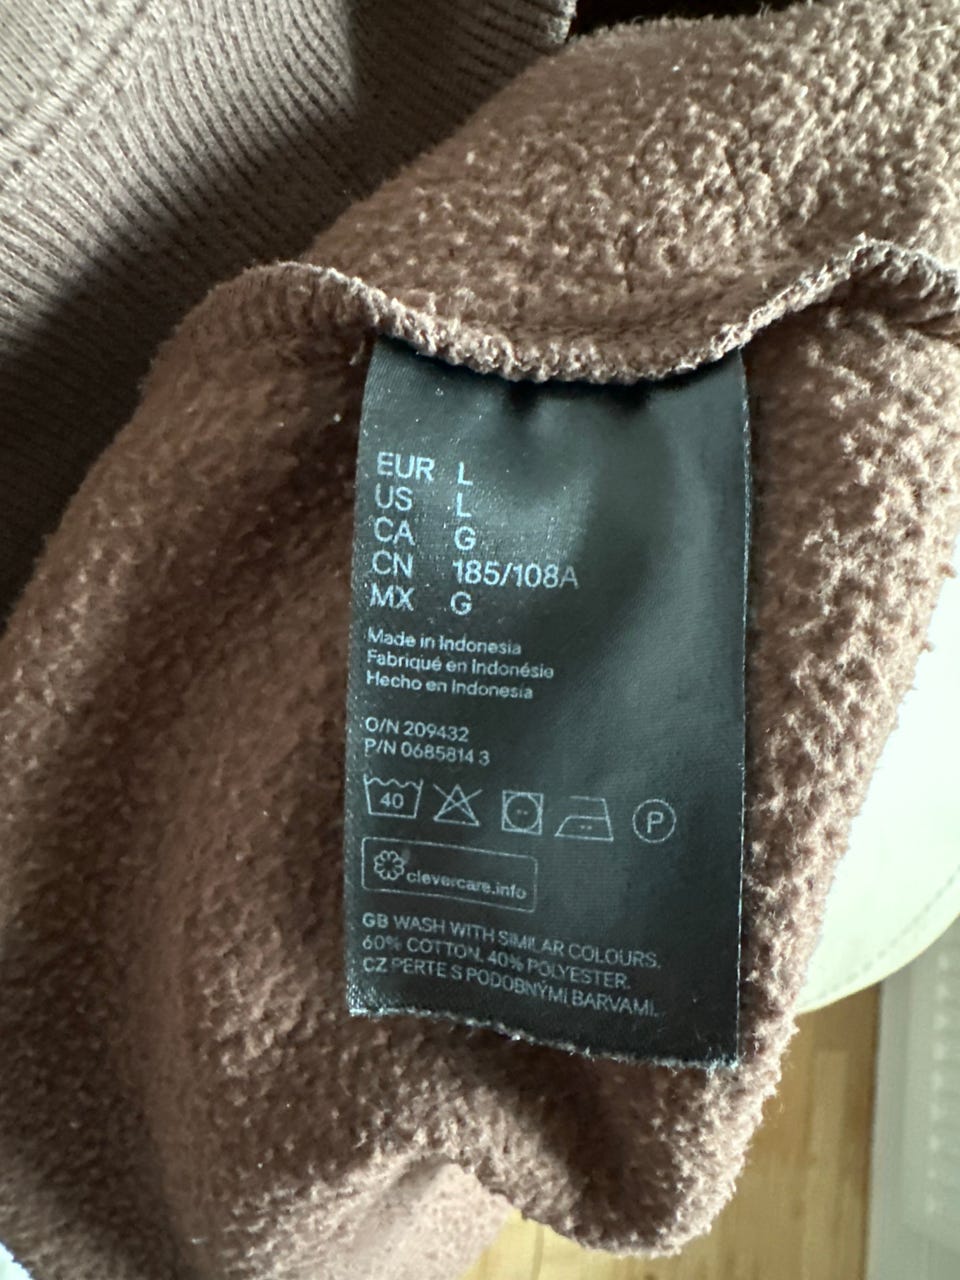 EUR L
US L
CA G
CN 185/108A
MX G
Made in Indonesia
Fabriqué en Indonésie
Hecho en Indonesia
O/N 209432
P/N 0685814 3
40 P
clevercare.info
GB WASH WITH SIMILAR COLOURS.
60% COTTON, 40% POLYESTER.
CZ PERTE S PODOBNÝMI BARVAMI.